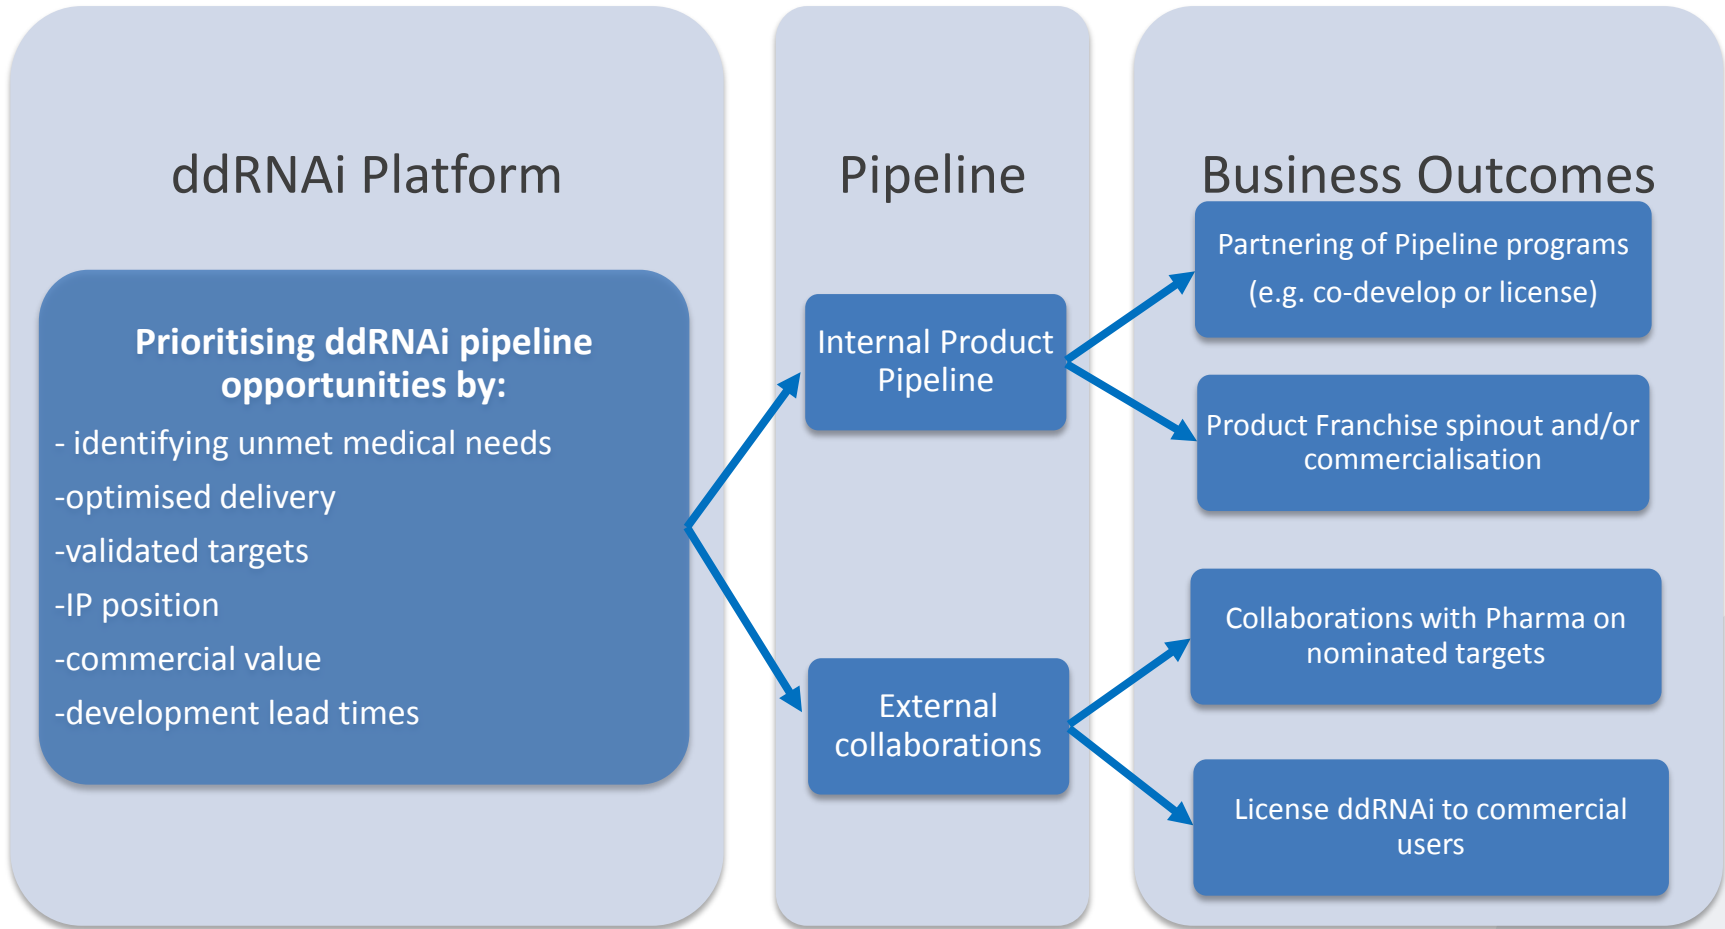 ddRNAi Platform
Prioritising ddRNAi pipeline
opportunities by:
- identifying unmet medical needs
-optimised delivery
-validated targets
-IP position
-commercial value
-development lead times
Pipeline
Internal Product
Pipeline
External
collaborations
Business Outcomes
Partnering of Pipeline programs
(e.g. co-develop or license)
Product Franchise spinout and/or
commercialisation
Collaborations with Pharma on
nominated targets
License ddRNAi to commercial
users